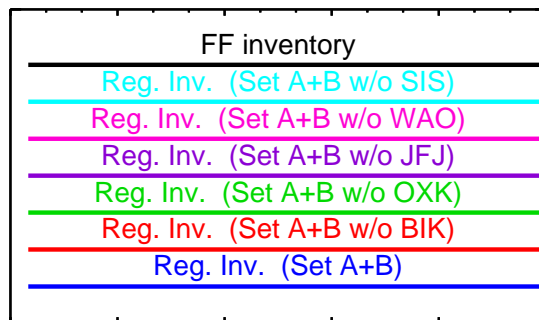 FF inventory
Reg. Inv.  (Set A+B w/o SIS)
Reg. Inv.  (Set A+B w/o WAO)
Reg. Inv.  (Set A+B w/o JFJ)
Reg. Inv.  (Set A+B w/o OXK)
Reg. Inv.  (Set A+B w/o BIK)
Reg. Inv.  (Set A+B)